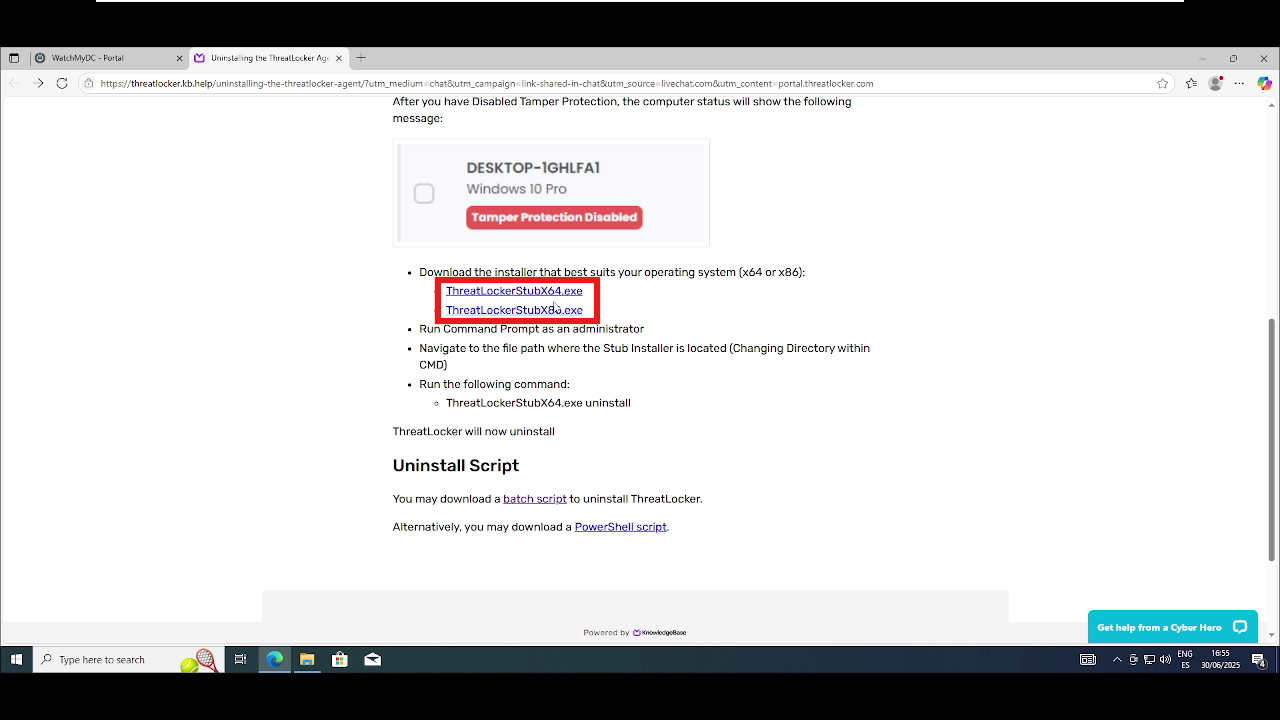 WatchMyDC - Portal
Uninstalling the ThreatLocker Age
https://threatlocker.kb.help/uninstalling-the-threatlocker-agent/?utm_medium=chat&utm_campaign=link-shared-in-chat&utm_source=livechat.com&utm_content=portal.threatlocker.com
After you have Disabled Tamper Protection, the computer status will show the following
message:
DESKTOP-1GHLFA1
Windows 10 Pro
Tamper Protection Disabled
• Download the installer that best suits your operating system (x64 or x86):
ThreatLockerStubX64.exe
ThreatLockerStubX86.exe
• Run Command Prompt as an administrator
• Navigate to the file path where the Stub Installer is located (Changing Directory within
CMD)
• Run the following command:
◦ ThreatLockerStubX64.exe uninstall
ThreatLocker will now uninstall
Uninstall Script
You may download a batch script to uninstall ThreatLocker.
Alternatively, you may download a PowerShell script.
Powered by KnowledgeBase
Get help from a Cyber Hero
Type here to search
ENG
ES
16:55
30/06/2025
4